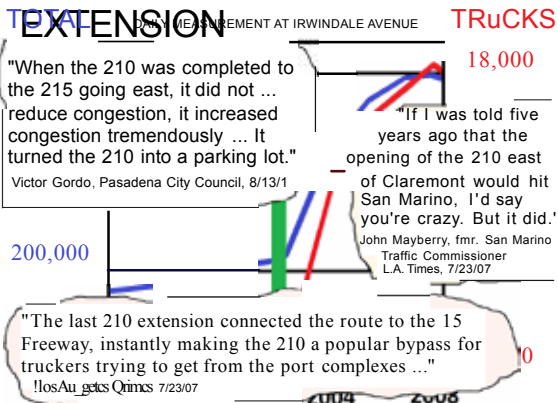 TOTAL
EXTENSION
DAILY MEASUREMENT AT IRWINDALE AVENUE
TRuCKS
18,000
"When the 210 was completed to
the 215 going east, it did not ...
reduce congestion, it increased
congestion tremendously ... It
turned the 210 into a parking lot."
Victor Gordo, Pasadena City Council, 8/13/1
"If I was told five
years ago that the
opening of the 210 east
of Claremont would hit
San Marino, I'd say
you're crazy. But it did.'
John Mayberry, fmr. San Marino
Traffic Commissioner
L.A. Times, 7/23/07
200,000
"The last 210 extension connected the route to the 15
Freeway, instantly making the 210 a popular bypass for
truckers trying to get from the port complexes ..."
7/23/07
0
2004 2008